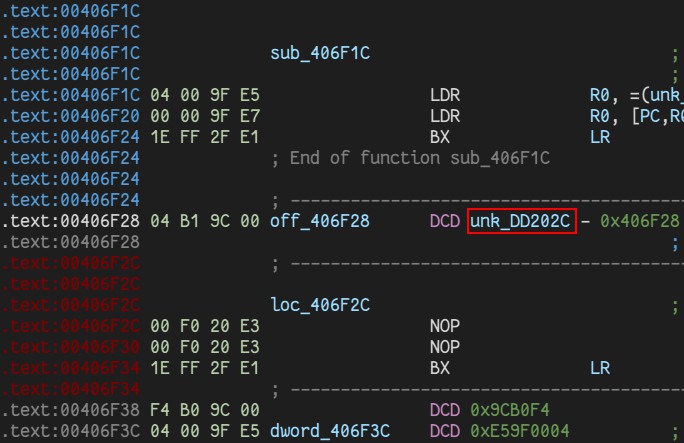 .text:00406F1C
.text:00406F1C
.text:00406F1C sub_406F1C ;
.text:00406F1C ;
.text:00406F1C 04 00 9F E5 LDR R0, =(unk_
.text:00406F20 00 00 9F E7 LDR R0, [PC,R0
.text:00406F24 1E FF 2F E1 BX LR
.text:00406F24 ; End of function sub_406F1C
.text:00406F24
.text:00406F24 ; ---------------------------------------------
.text:00406F28 04 B1 9C 00 off_406F28 DCD unk_DD202C - 0x406F28
.text:00406F28 ;
.text:00406F2C ; ---------------------------------------------
.text:00406F2C
.text:00406F2C loc_406F2C ;
.text:00406F2C 00 F0 20 E3 NOP
.text:00406F30 00 F0 20 E3 NOP
.text:00406F34 1E FF 2F E1 BX LR
.text:00406F34 ; ---------------------------------------------
.text:00406F38 F4 B0 9C 00 DCD 0x9CB0F4
.text:00406F3C 04 00 9F E5 dword_406F3C DCD 0xE59F0004 ;